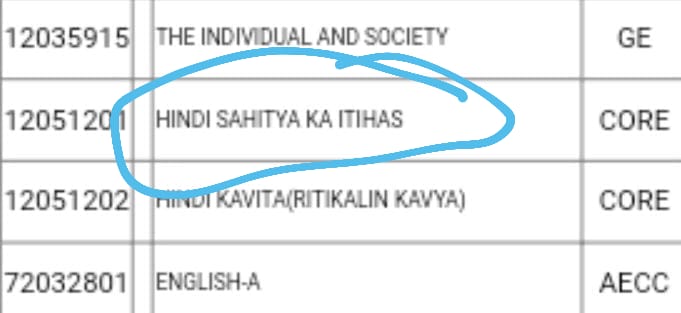 12035915 THE INDIVIDUAL AND SOCIETY GE
12051201 HINDI SAHITYA KA ITIHAS CORE
12051202 HINDI KAVITA(RITIKALIN KAVYA) CORE
72032801 ENGLISH-A AECC